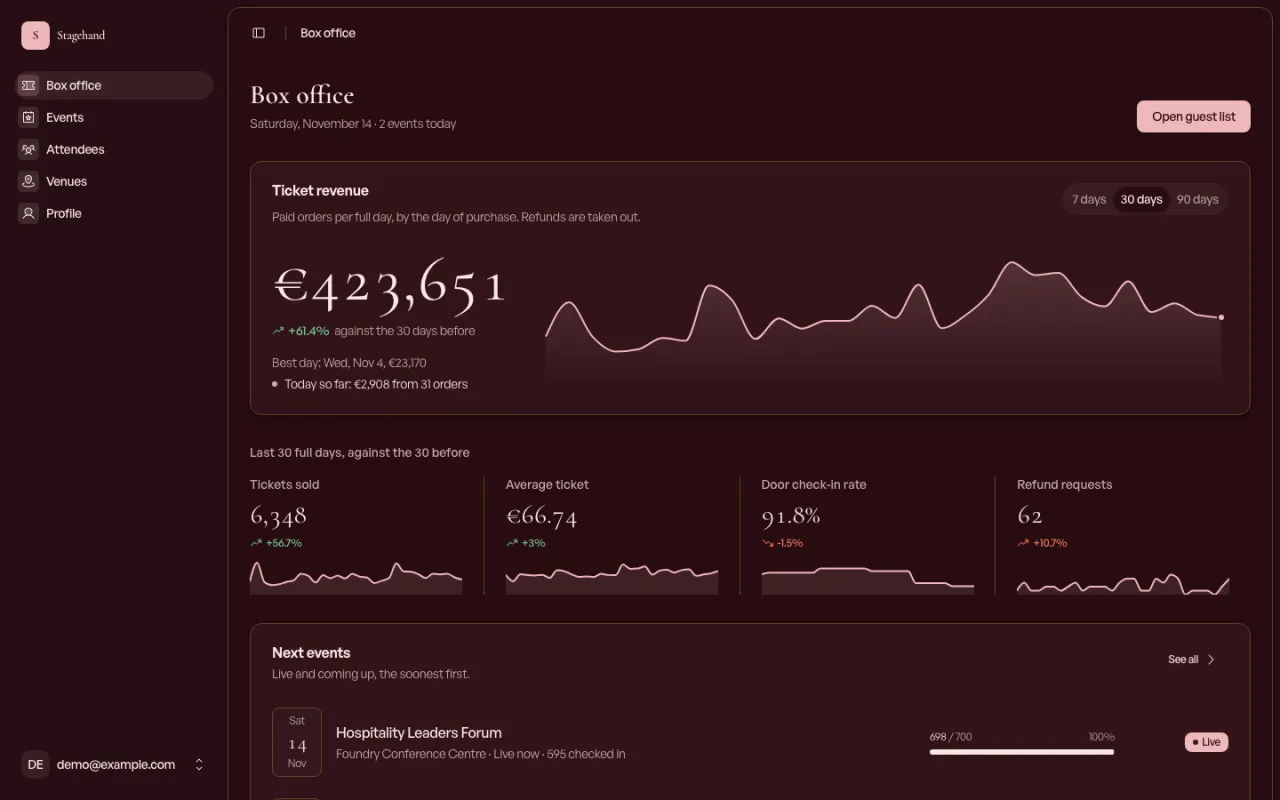 S
Stagehand
Box office
Events
Attendees
Venues
Profile
DE
demo@example.com
Box office
Box office
Saturday, November 14 · 2 events today
Open guest list
Ticket revenue
Paid orders per full day, by the day of purchase. Refunds are taken out.
7 days
30 days
90 days
€423,651
+61.4% against the 30 days before
Best day: Wed, Nov 4, €23,170
Today so far: €2,908 from 31 orders
Last 30 full days, against the 30 before
Tickets sold
6,348
+56.7%
Average ticket
€66.74
+3%
Door check-in rate
91.8%
-1.5%
Refund requests
62
+10.7%
Next events
Live and coming up, the soonest first.
See all
Sat
14
Nov
Hospitality Leaders Forum
Foundry Conference Centre · Live now · 595 checked in
698 / 700
100%
Live